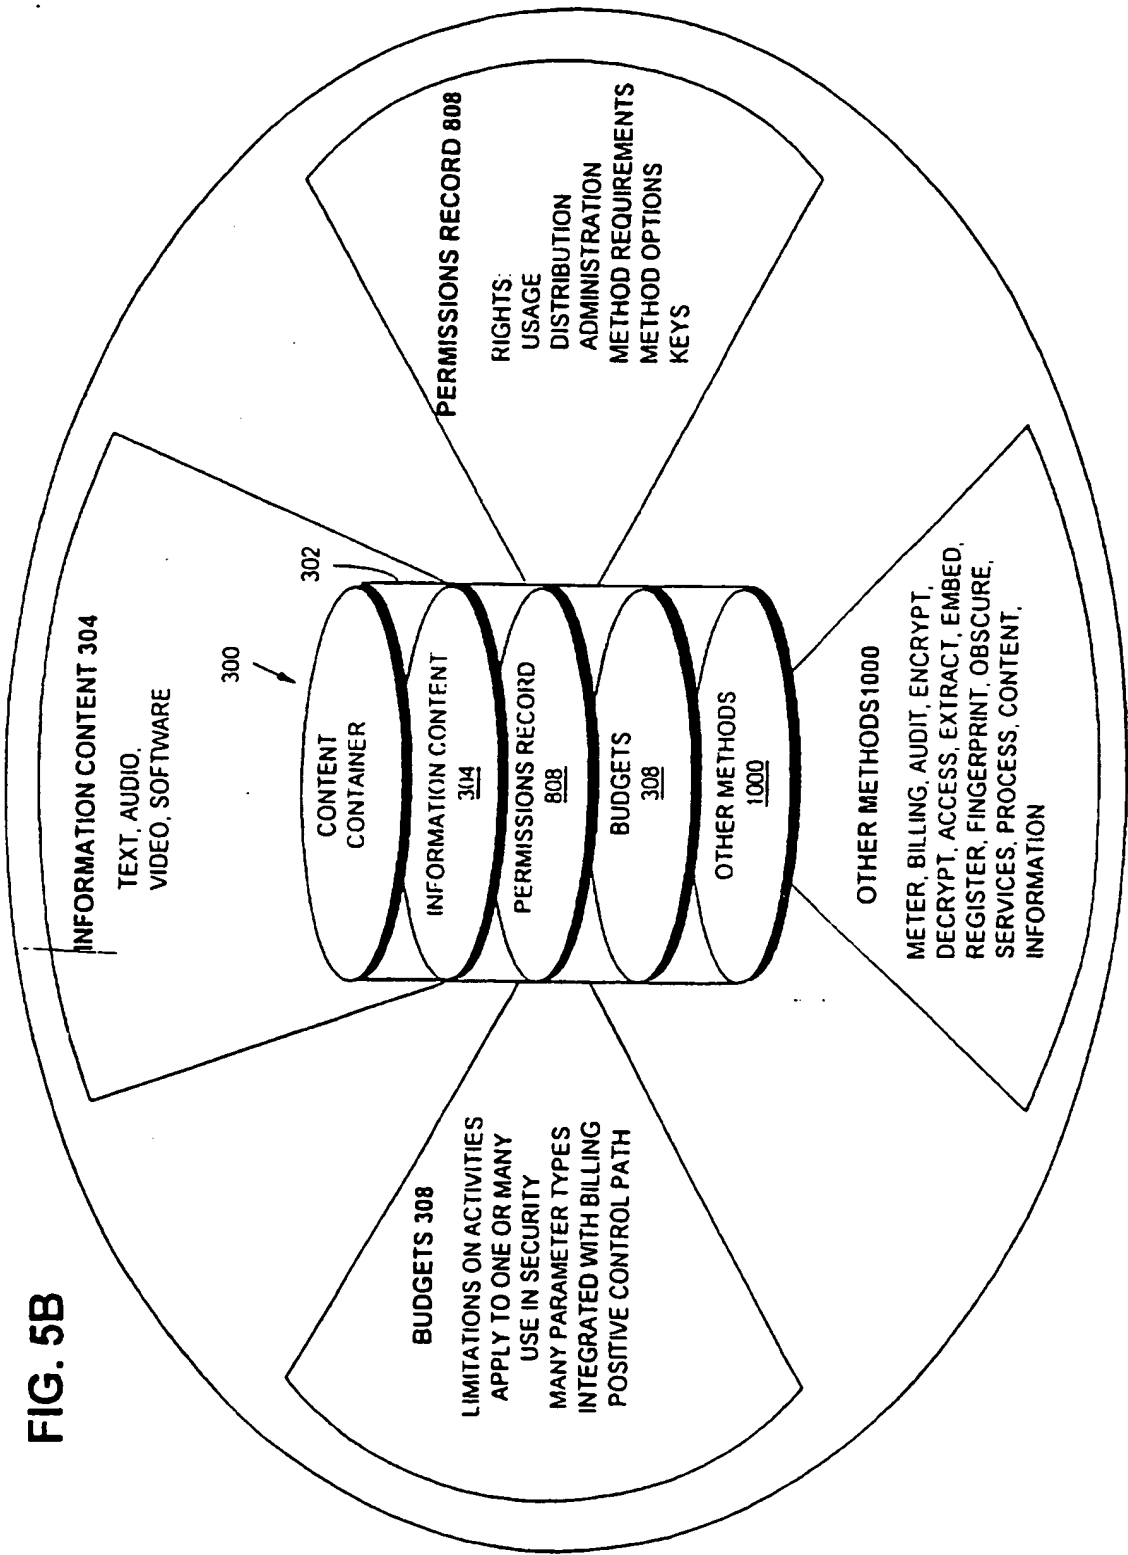 FIG. 5B
INFORMATION CONTENT 304
TEXT, AUDIO,
VIDEO, SOFTWARE
BUDGETS 308
LIMITATIONS ON ACTIVITIES
APPLY TO ONE OR MANY
USE IN SECURITY
MANY PARAMETER TYPES
INTEGRATED WITH BILLING
POSITIVE CONTROL PATH
300
302
CONTENT
CONTAINER
INFORMATION CONTENT
304
PERMISSIONS RECORD
808
BUDGETS
308
OTHER METHODS
1000
PERMISSIONS RECORD 808
RIGHTS:
USAGE
DISTRIBUTION
ADMINISTRATION
METHOD REQUIREMENTS
METHOD OPTIONS
KEYS
OTHER METHODS1000
METER, BILLING, AUDIT, ENCRYPT,
DECRYPT, ACCESS, EXTRACT, EMBED,
REGISTER, FINGERPRINT, OBSCURE,
SERVICES, PROCESS, CONTENT,
INFORMATION